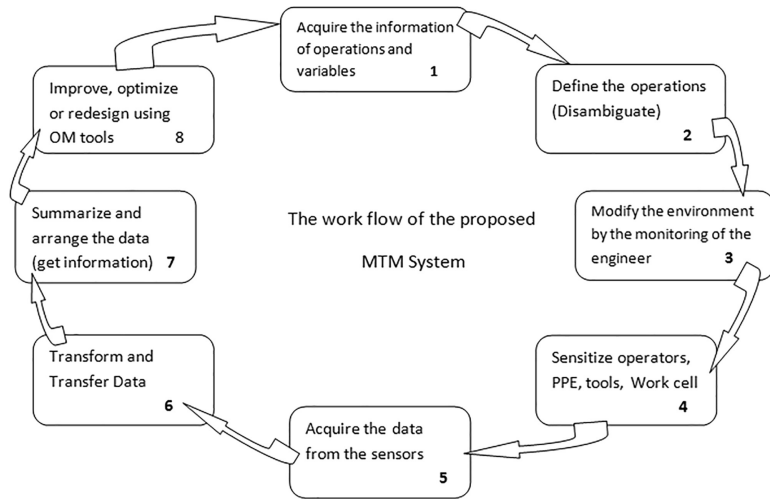 Acquire the information
of operations and
variables 1
Define the operations
(Disambiguate)
2
Modify the environment
by the monitoring of the
engineer 3
Sensitize operators,
PPE, tools, Work cell
4
Acquire the data
from the sensors
5
Transform and
Transfer Data
6
Summarize and
arrange the data
(get information) 7
Improve, optimize
or redesign using
OM tools 8
The work flow of the proposed
MTM System